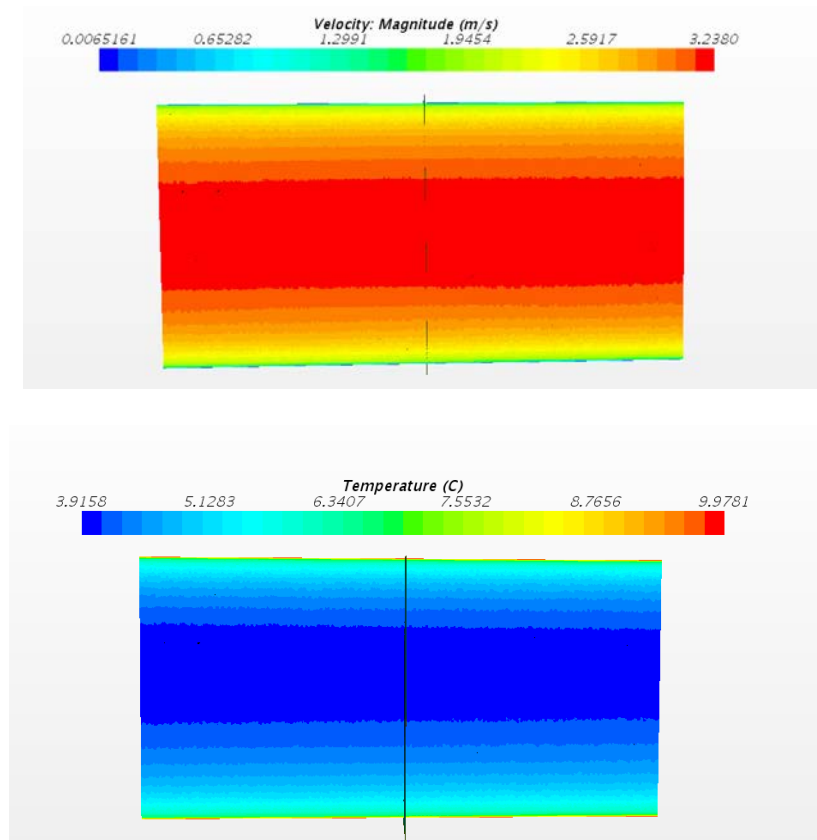 Velocity: Magnitude (m/s)
0.0065161 0.65282 1.2991 1.9454 2.5917 3.2380
Temperature (C)
3.9158 5.1283 6.3407 7.5532 8.7656 9.9781